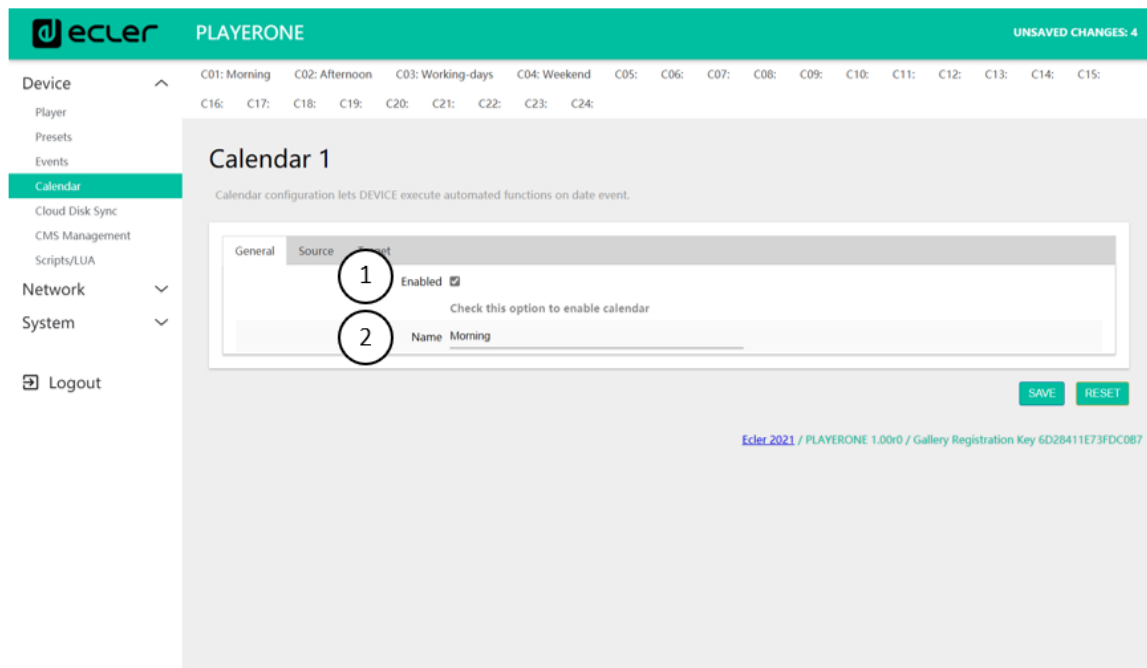 ecler PLAYERONE UNSAVED CHANGES: 4
Device
Player
Presets
Events
Calendar
Cloud Disk Sync
CMS Management
Scripts/LUA
Network
System
Logout
C01: Morning C02: Afternoon C03: Working-days C04: Weekend C05: C06: C07: C08: C09: C10: C11: C12: C13: C14: C15:
C16: C17: C18: C19: C20: C21: C22: C23: C24:
Calendar 1
Calendar configuration lets DEVICE execute automated functions on date event.
General Source Target
1 Enabled
Check this option to enable calendar
2 Name Morning
SAVE RESET
Ecler 2021 / PLAYERONE 1.00r0 / Gallery Registration Key 6D28411E73FDC0B7